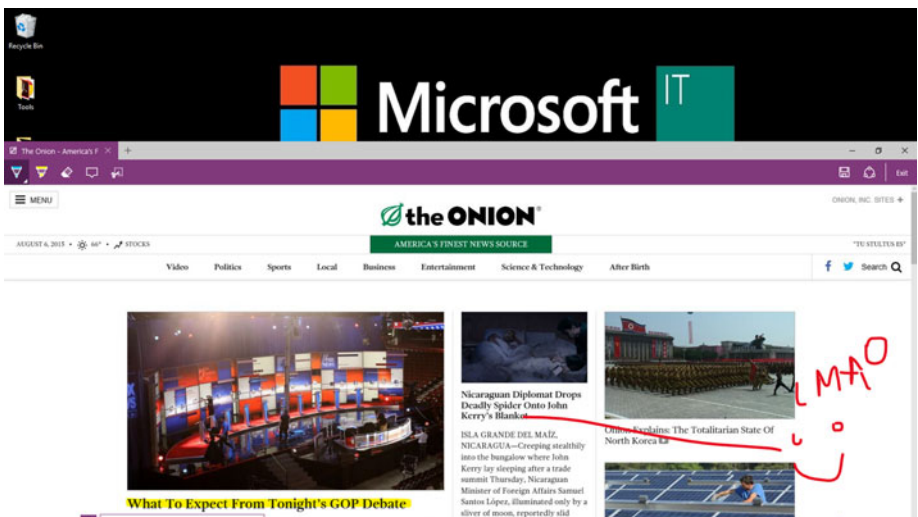 Recycle Bin
Tools
Microsoft IT
The Onion - America's F
Exit
MENU
the ONION®
ONION, INC. SITES +
AUGUST 6, 2015 • 66° • STOCKS
AMERICA'S FINEST NEWS SOURCE
"TU STULTUS ES"
Video Politics Sports Local Business Entertainment Science & Technology After Birth
f Search
What To Expect From Tonight's GOP Debate
Nicaraguan Diplomat Drops
Deadly Spider Onto John
Kerry's Blanket
ISLA GRANDE DEL MAÍZ,
NICARAGUA—Creeping stealthily
into the bungalow where John
Kerry lay sleeping after a trade
summit Thursday, Nicaraguan
Minister of Foreign Affairs Samuel
Santos López, illuminated only by a
sliver of moon, reportedly slid
Onion Explains: The Totalitarian State Of
North Korea
LMAO